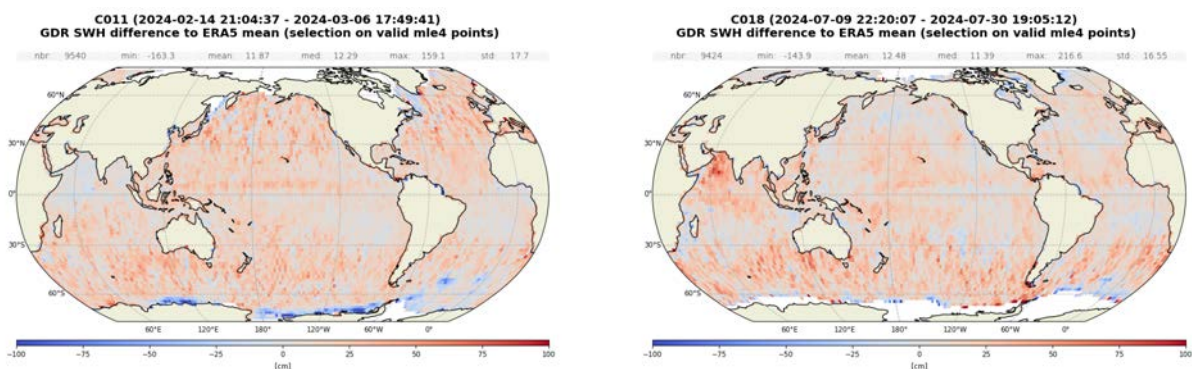 C011 (2024-02-14 21:04:37 - 2024-03-06 17:49:41)
GDR SWH difference to ERA5 mean (selection on valid mle4 points)
nbr: 9540 min: -163.3 mean: 11.87 med: 12.29 max: 159.1 std: 17.7
60°N
30°N
0°
30°S
60°S
60°E 120°E 180° 120°W 60°W 0°
-100 -75 -50 -25 0 25 50 75 100
[cm]
C018 (2024-07-09 22:20:07 - 2024-07-30 19:05:12)
GDR SWH difference to ERA5 mean (selection on valid mle4 points)
nbr: 9424 min: -143.9 mean: 12.48 med: 11.39 max: 216.6 std: 16.55
60°N
30°N
0°
30°S
60°S
60°E 120°E 180° 120°W 60°W 0°
-100 -75 -50 -25 0 25 50 75 100
[cm]